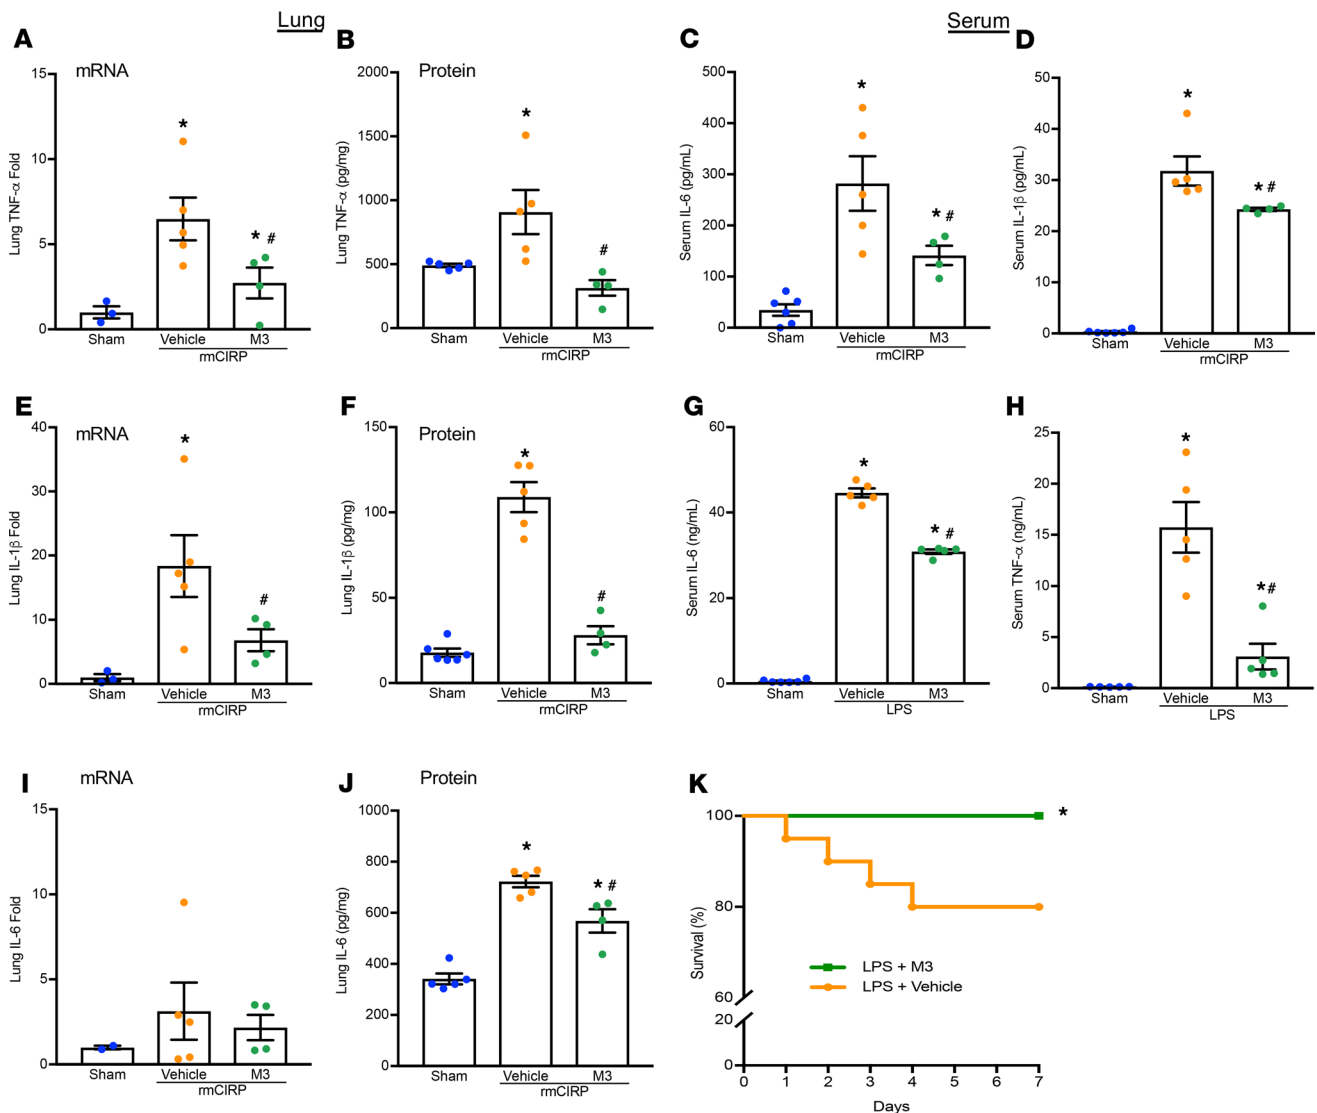 Lung
Serum
A
mRNA
Lung TNF-α Fold
15
10
5
0
*
* #
Sham
Vehicle
M3
rmCIRP
B
Protein
Lung TNF-α (pg/mg)
2000
1500
1000
500
0
*
#
Sham
Vehicle
M3
rmCIRP
C
Serum IL-6 (pg/mL)
500
400
300
200
100
0
*
* #
Sham
Vehicle
M3
rmCIRP
D
Serum IL-1β (pg/mL)
50
40
30
20
10
0
*
* #
Sham
Vehicle
M3
rmCIRP
E
mRNA
Lung IL-1β Fold
40
30
20
10
0
*
#
Sham
Vehicle
M3
rmCIRP
F
Protein
Lung IL-1β (pg/mg)
150
100
50
0
*
#
Sham
Vehicle
M3
rmCIRP
G
Serum IL-6 (ng/mL)
60
40
20
0
*
* #
Sham
Vehicle
M3
LPS
H
Serum TNF-α (ng/mL)
25
20
15
10
5
0
*
*#
Sham
Vehicle
M3
LPS
I
mRNA
Lung IL-6 Fold
15
10
5
0
Sham
Vehicle
M3
rmCIRP
J
Protein
Lung IL-6 (pg/mg)
1000
800
600
400
200
0
*
* #
Sham
Vehicle
M3
rmCIRP
K
Survival (%)
100
80
60
20
0
*
LPS + M3
LPS + Vehicle
0 1 2 3 4 5 6 7
Days